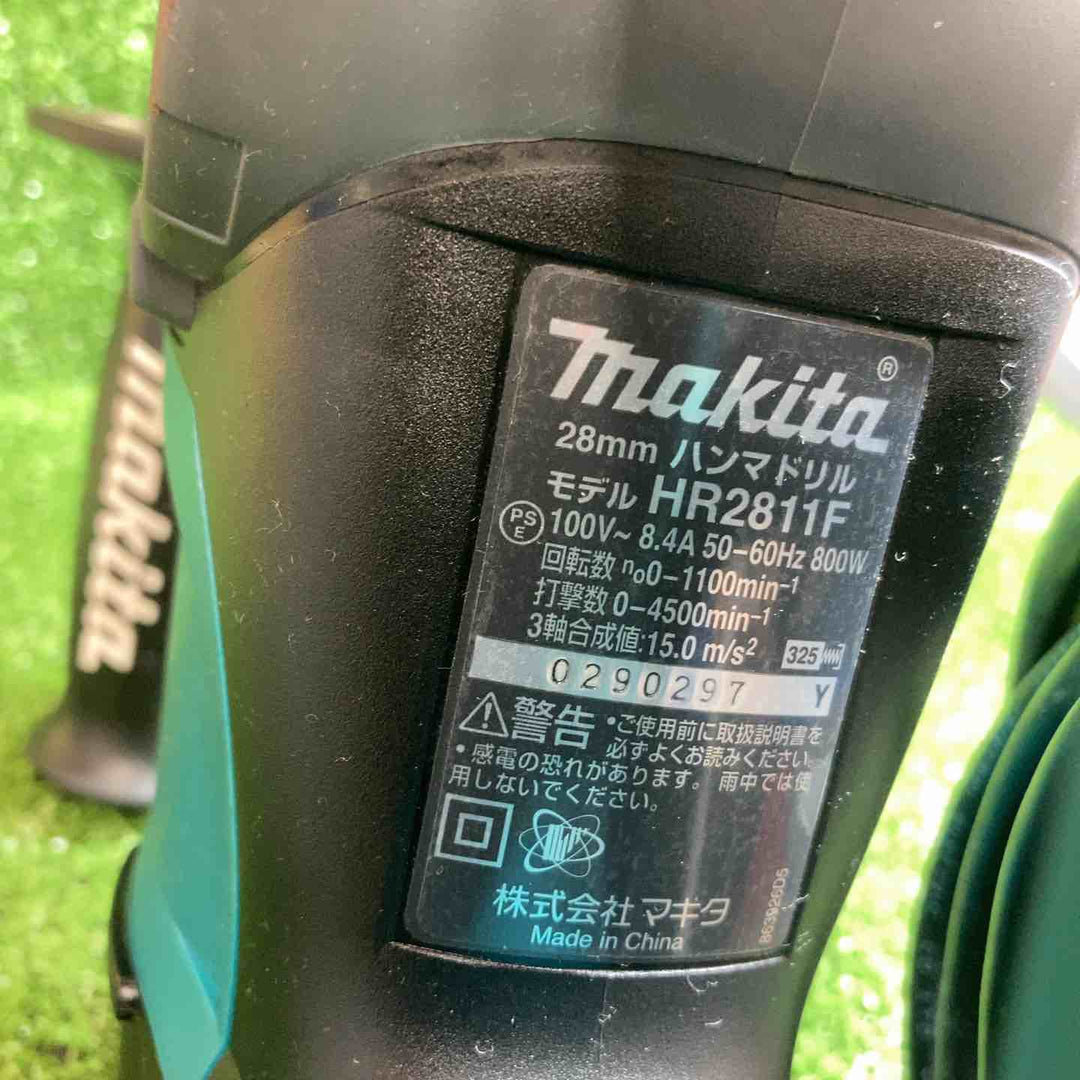 makita
makita®
28mm ハンマドリル
モデル HR2811F
PSE 100V~ 8.4A 50-60Hz 800W
回転数 n₀0-1100min⁻¹
打撃数 0-4500min⁻¹
3軸合成値:15.0 m/s² 325
0290297 Y
警告 •ご使用前に取扱説明書を
必ずよくお読みください。
•感電の恐れがあります。雨中では使
用しないでください。
株式会社 マキタ
Made in China
863926D5